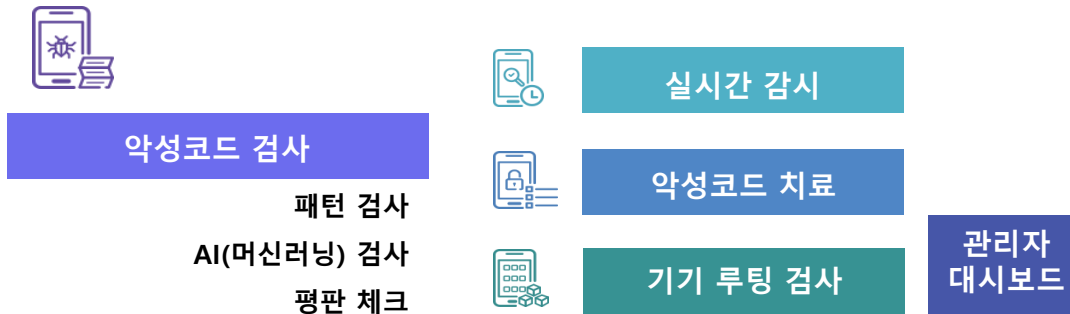 악성코드 검사
패턴 검사
AI(머신러닝) 검사
평판 체크
실시간 감시
악성코드 치료
기기 루팅 검사
관리자
대시보드